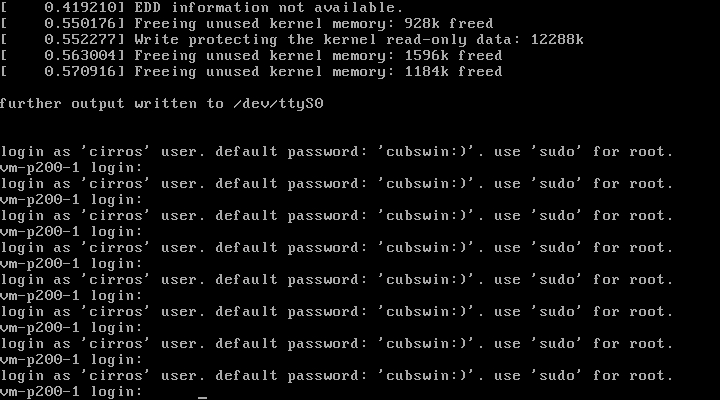 [    0.419210] EDD information not available.
[    0.550176] Freeing unused kernel memory: 928k freed
[    0.552277] Write protecting the kernel read-only data: 12288k
[    0.563004] Freeing unused kernel memory: 1596k freed
[    0.570916] Freeing unused kernel memory: 1184k freed
further output written to /dev/ttyS0
login as 'cirros' user. default password: 'cubswin:)'. use 'sudo' for root.
vm-p200-1 login:
login as 'cirros' user. default password: 'cubswin:)'. use 'sudo' for root.
vm-p200-1 login:
login as 'cirros' user. default password: 'cubswin:)'. use 'sudo' for root.
vm-p200-1 login:
login as 'cirros' user. default password: 'cubswin:)'. use 'sudo' for root.
vm-p200-1 login:
login as 'cirros' user. default password: 'cubswin:)'. use 'sudo' for root.
vm-p200-1 login:
login as 'cirros' user. default password: 'cubswin:)'. use 'sudo' for root.
vm-p200-1 login:
login as 'cirros' user. default password: 'cubswin:)'. use 'sudo' for root.
vm-p200-1 login:
login as 'cirros' user. default password: 'cubswin:)'. use 'sudo' for root.
vm-p200-1 login:       _